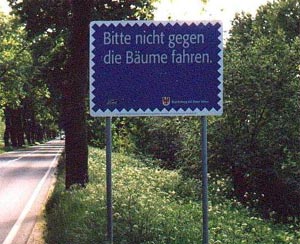 Bitte nicht gegen
die Bäume fahren.